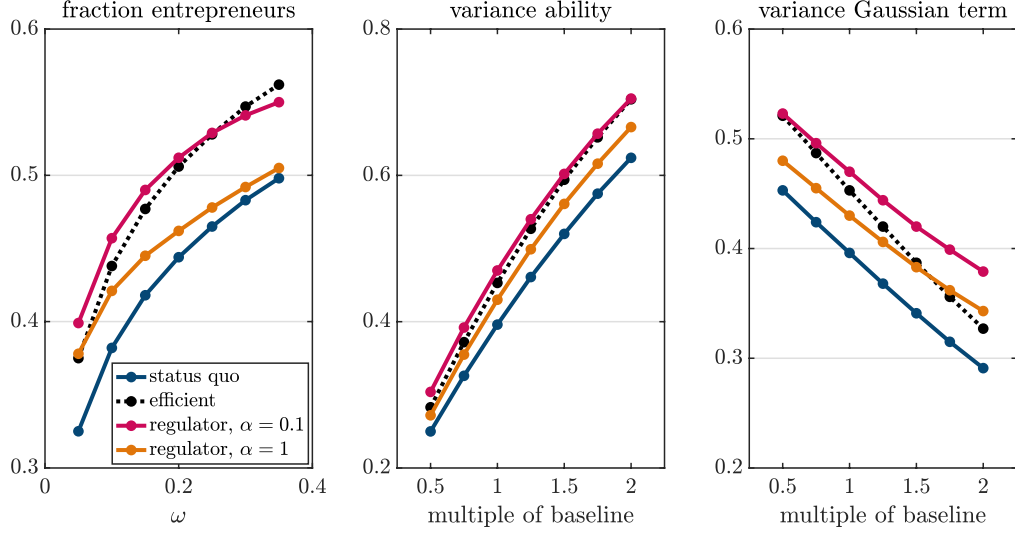 fraction entrepreneurs
0.6
0.5
0.4
0.3
0
0.2
0.4
ω
status quo
efficient
regulator, α = 0.1
regulator, α = 1
variance ability
0.8
0.6
0.4
0.2
0.5
1
1.5
2
multiple of baseline
variance Gaussian term
0.6
0.5
0.4
0.3
0.2
0.5
1
1.5
2
multiple of baseline